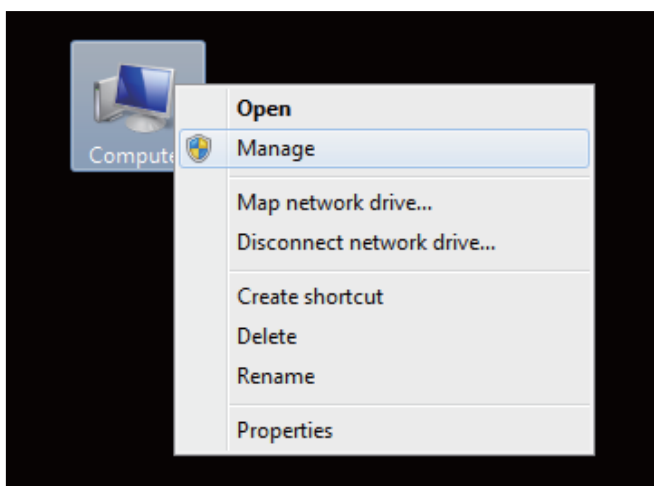 Compute
Open
Manage
Map network drive...
Disconnect network drive...
Create shortcut
Delete
Rename
Properties